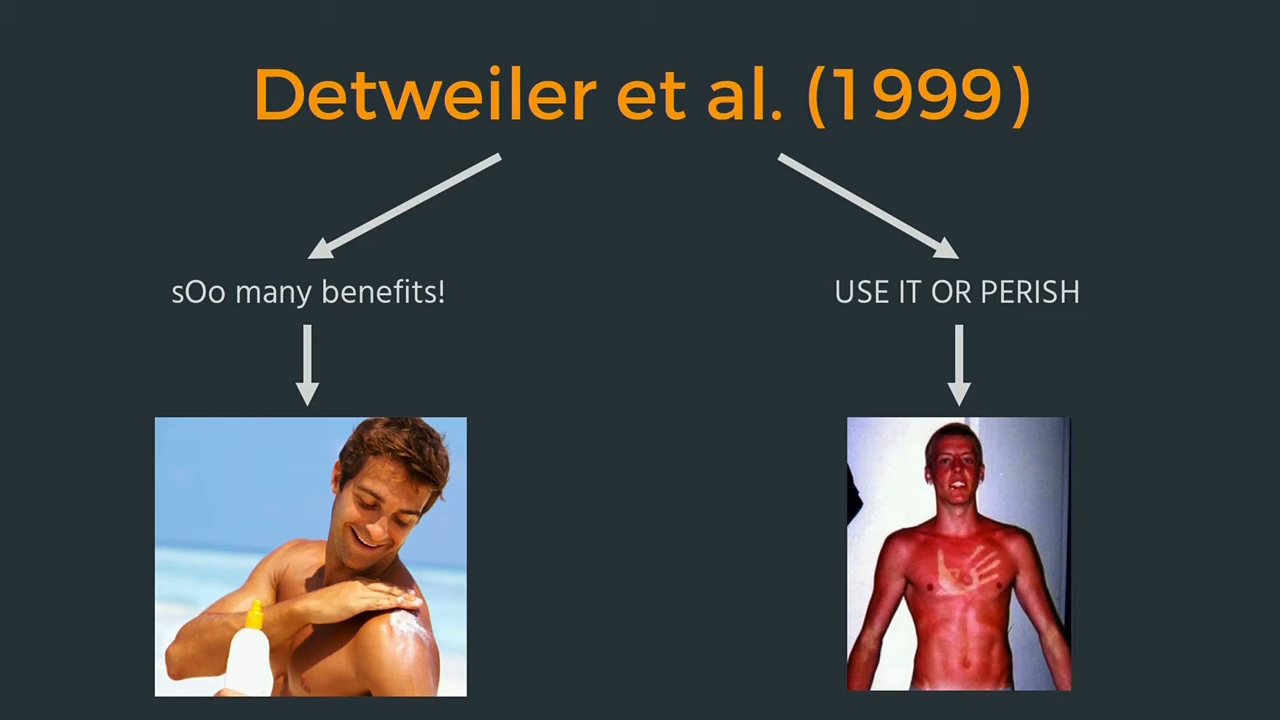 Detweiler et al. (1999)
sOo many benefits!
USE IT OR PERISH